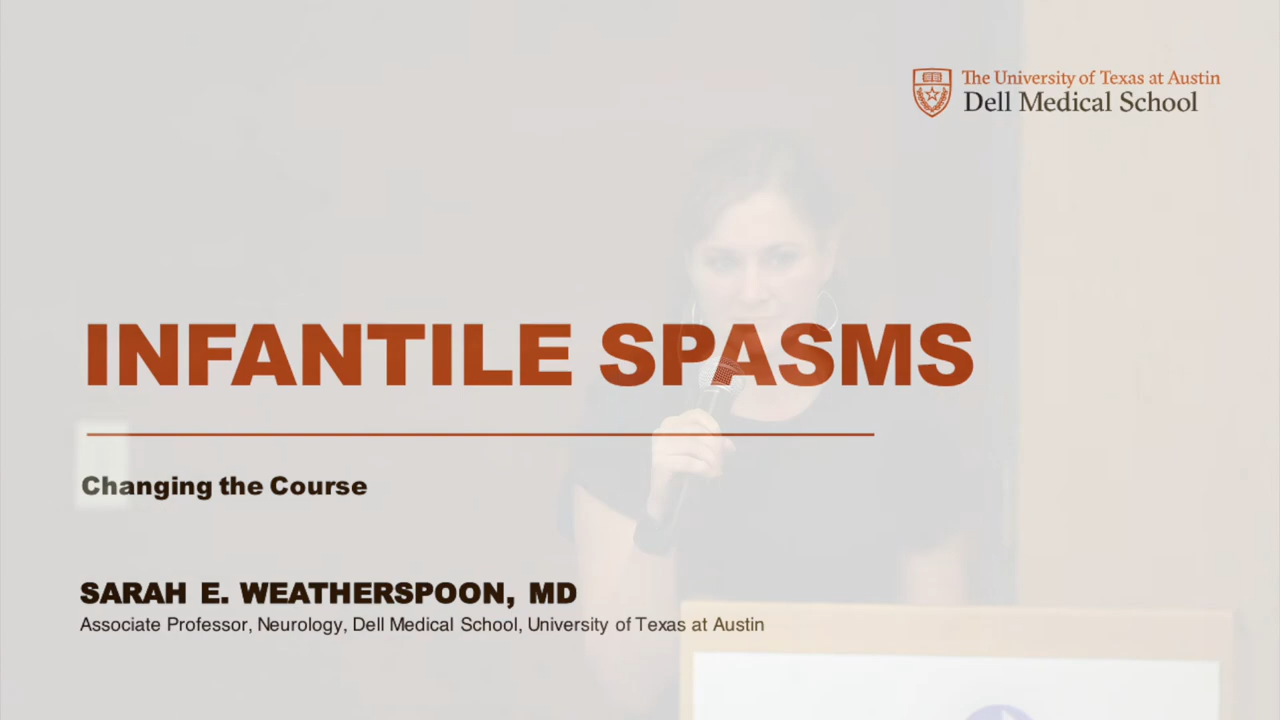 The University of Texas at Austin
Dell Medical School
INFANTILE SPASMS
Changing the Course
SARAH E. WEATHERSPOON, MD
Associate Professor, Neurology, Dell Medical School, University of Texas at Austin